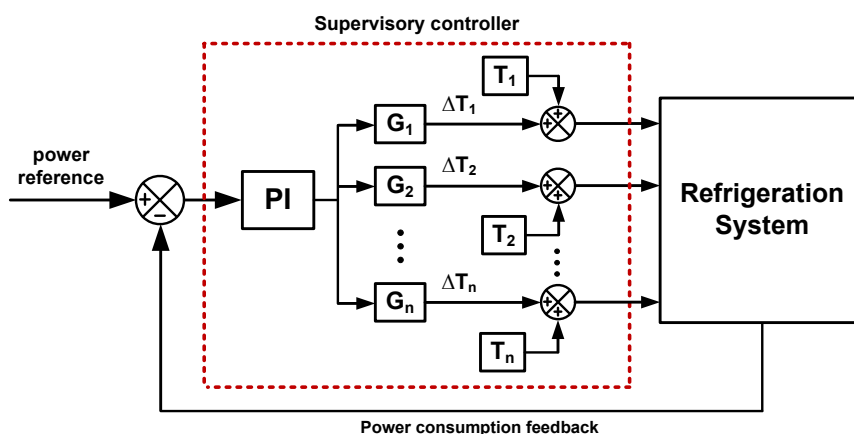 Supervisory controller
T1
ΔT1
G1
power
reference
ΔT2
G2
PI
Refrigeration
System
T2
ΔTn
Gn
Tn
Power consumption feedback